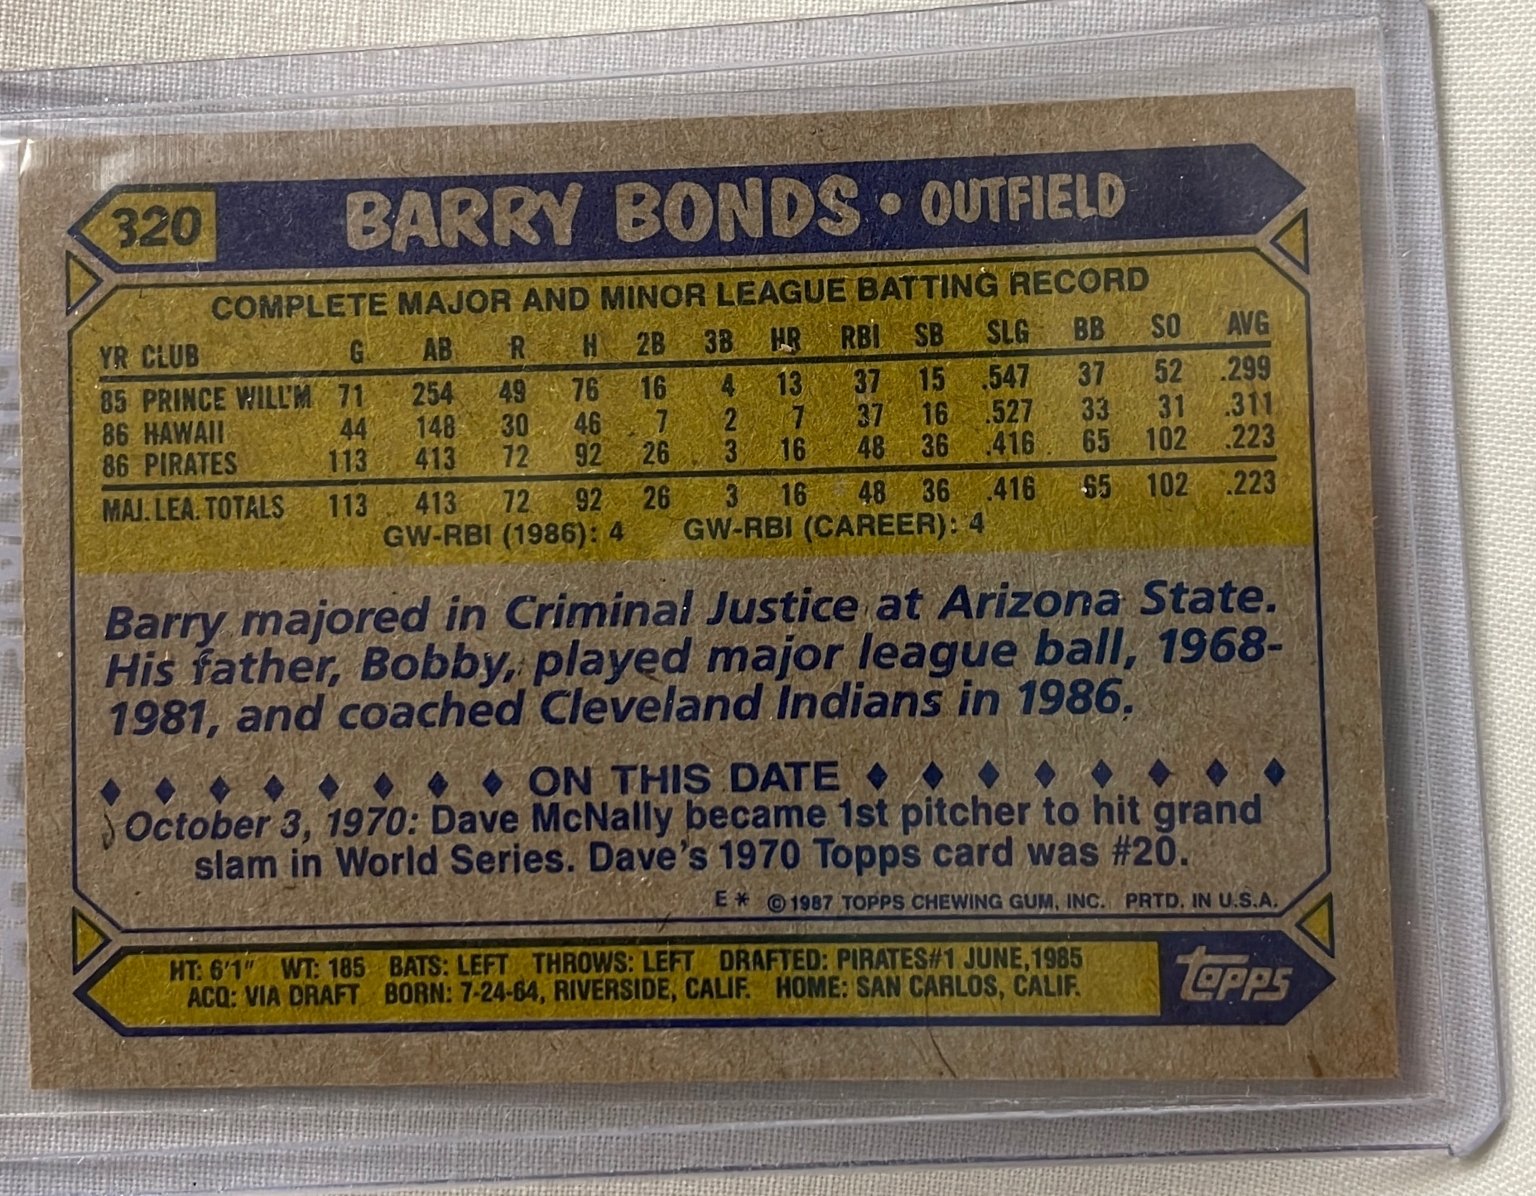 320 BARRY BONDS • OUTFIELD
COMPLETE MAJOR AND MINOR LEAGUE BATTING RECORD
YR CLUB G AB R H 2B 3B HR RBI SB SLG BB SO AVG
85 PRINCE WILL'M 71 254 49 76 16 4 13 37 15 .547 37 52 .299
86 HAWAII 44 148 30 46 7 2 7 37 16 .527 33 31 .311
86 PIRATES 113 413 72 92 26 3 16 48 36 .416 65 102 .223
MAJ. LEA. TOTALS 113 413 72 92 26 3 16 48 36 .416 65 102 .223
GW-RBI (1986): 4 GW-RBI (CAREER): 4
Barry majored in Criminal Justice at Arizona State.
His father, Bobby, played major league ball, 1968-
1981, and coached Cleveland Indians in 1986.
ON THIS DATE
October 3, 1970: Dave McNally became 1st pitcher to hit grand
slam in World Series. Dave's 1970 Topps card was #20.
E * © 1987 TOPPS CHEWING GUM, INC. PRTD. IN U.S.A.
HT: 6'1" WT: 185 BATS: LEFT THROWS: LEFT DRAFTED: PIRATES#1 JUNE, 1985
ACQ: VIA DRAFT BORN: 7-24-64, RIVERSIDE, CALIF. HOME: SAN CARLOS, CALIF.
topps